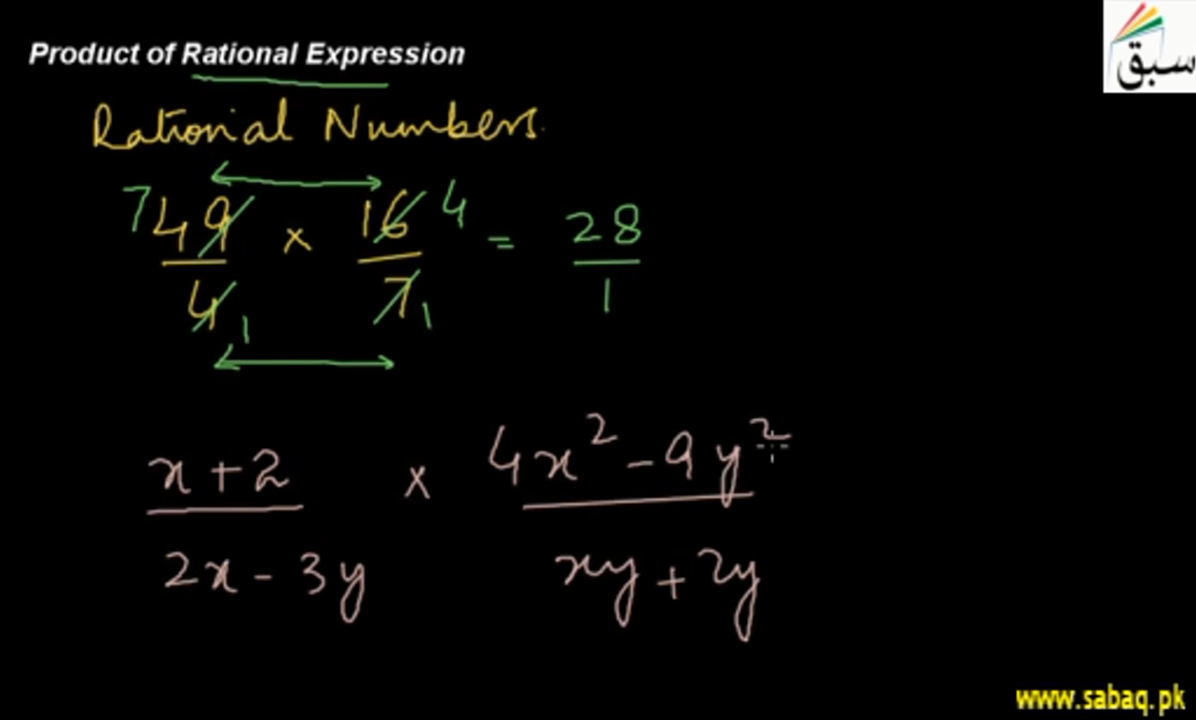 Product of Rational Expression
سبق
Rational Numbers
7 49/4 1 × 16 4/7 1 = 28/1
x+2/2x-3y × 4x²-9y²/xy+2y
www.sabaq.pk